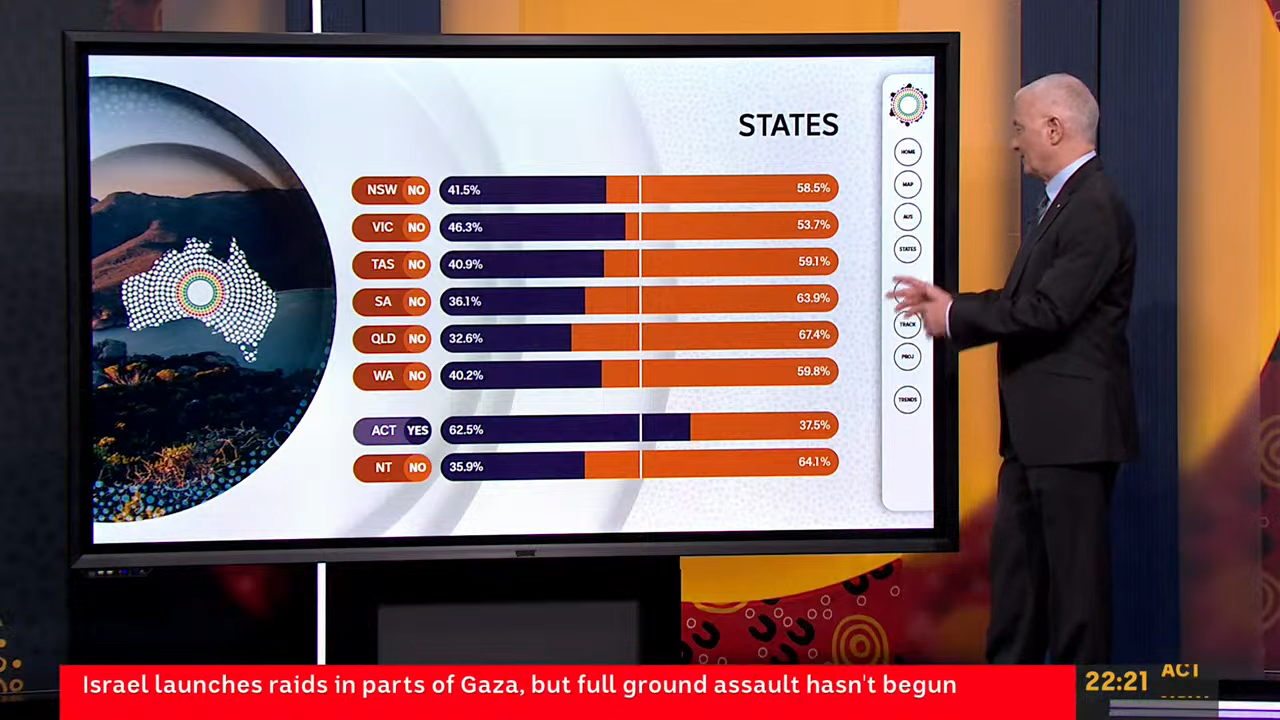 STATES
NSW NO 41.5% 58.5%
VIC NO 46.3% 53.7%
TAS NO 40.9% 59.1%
SA NO 36.1% 63.9%
QLD NO 32.6% 67.4%
WA NO 40.2% 59.8%
ACT YES 62.5% 37.5%
NT NO 35.9% 64.1%
HOME
MAP
AUS
STATES
TRACK
PROJ
TRENDS
Israel launches raids in parts of Gaza, but full ground assault hasn't begun
22:21 ACT